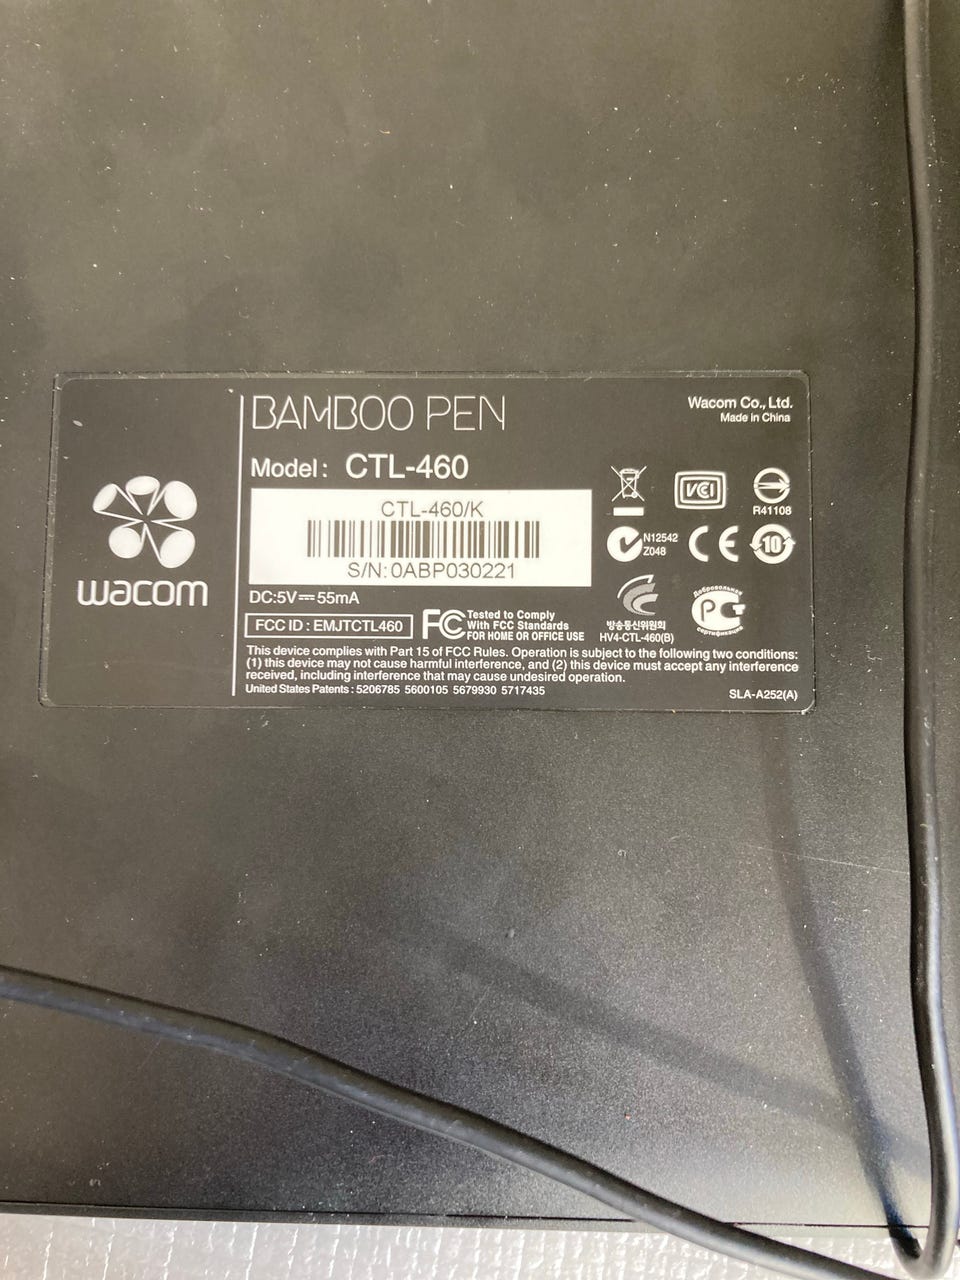 BAMBOO PEN
Wacom Co., Ltd.
Made in China
Model: CTL-460
CTL-460/K
S/N: 0ABP030221
wacom
DC:5V⎓55mA
FCC ID : EMJTCTL460
FC
Tested to Comply
With FCC Standards
FOR HOME OR OFFICE USE
VCI
R41108
N12542
Z048
CE
10
방송통신위원회
HV4-CTL-460(B)
Добровольная
РСТ
сертификация
This device complies with Part 15 of FCC Rules. Operation is subject to the following two conditions:
(1) this device may not cause harmful interference, and (2) this device must accept any interference
received, including interference that may cause undesired operation.
United States Patents : 5206785 5600105 5679930 5717435
SLA-A252(A)